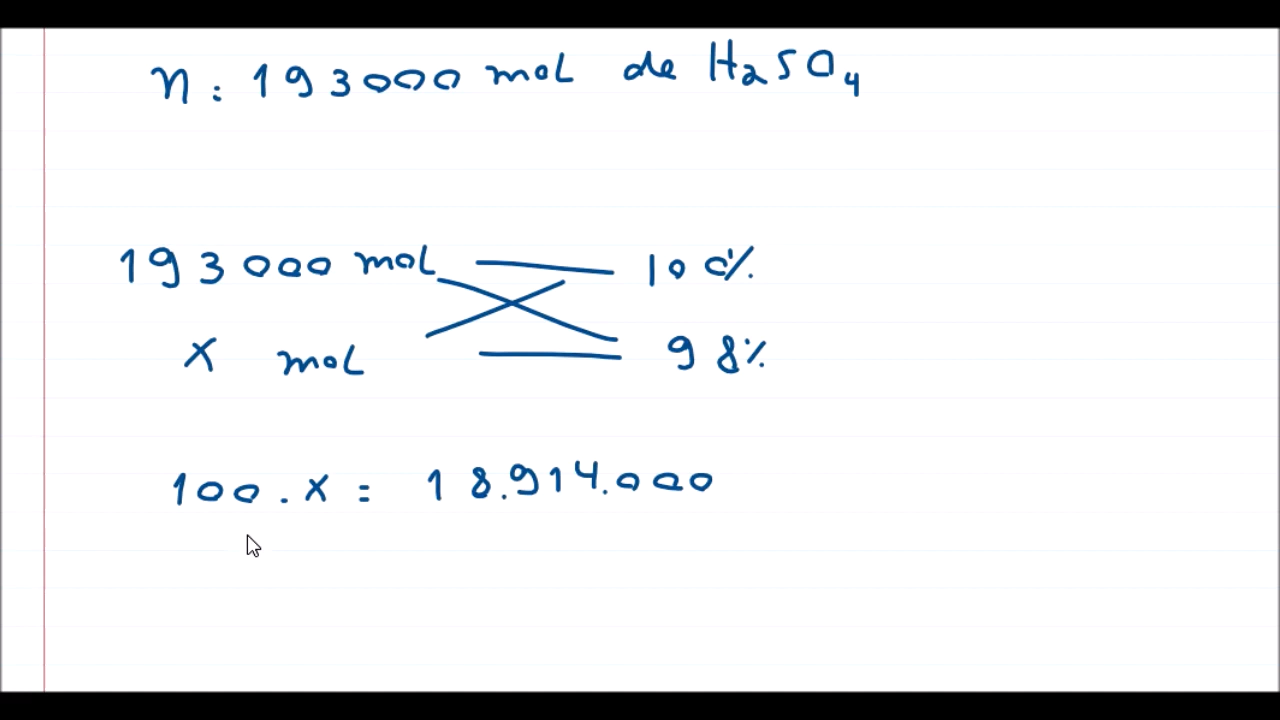 n: 193000 mol de H₂SO₄
193000 mol 100%
x mol 98%
100.x = 18.914.000